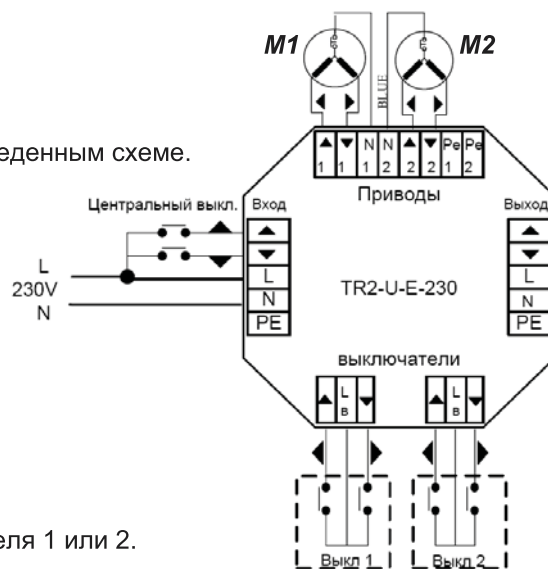 M1 M2
BLUE
еденным схеме.
▲ ▼ N N ▲ ▼ Pe Pe
1 1 1 2 2 2 1 2
Приводы
Центральный выкл.
Вход
Выход
▲ ▲
▼ ▼
L L
N N
PE PE
L
230V
N
TR2-U-E-230
выключатели
▲ L в ▼ ▲ L в ▼
Выкл 1 Выкл 2
еля 1 или 2.